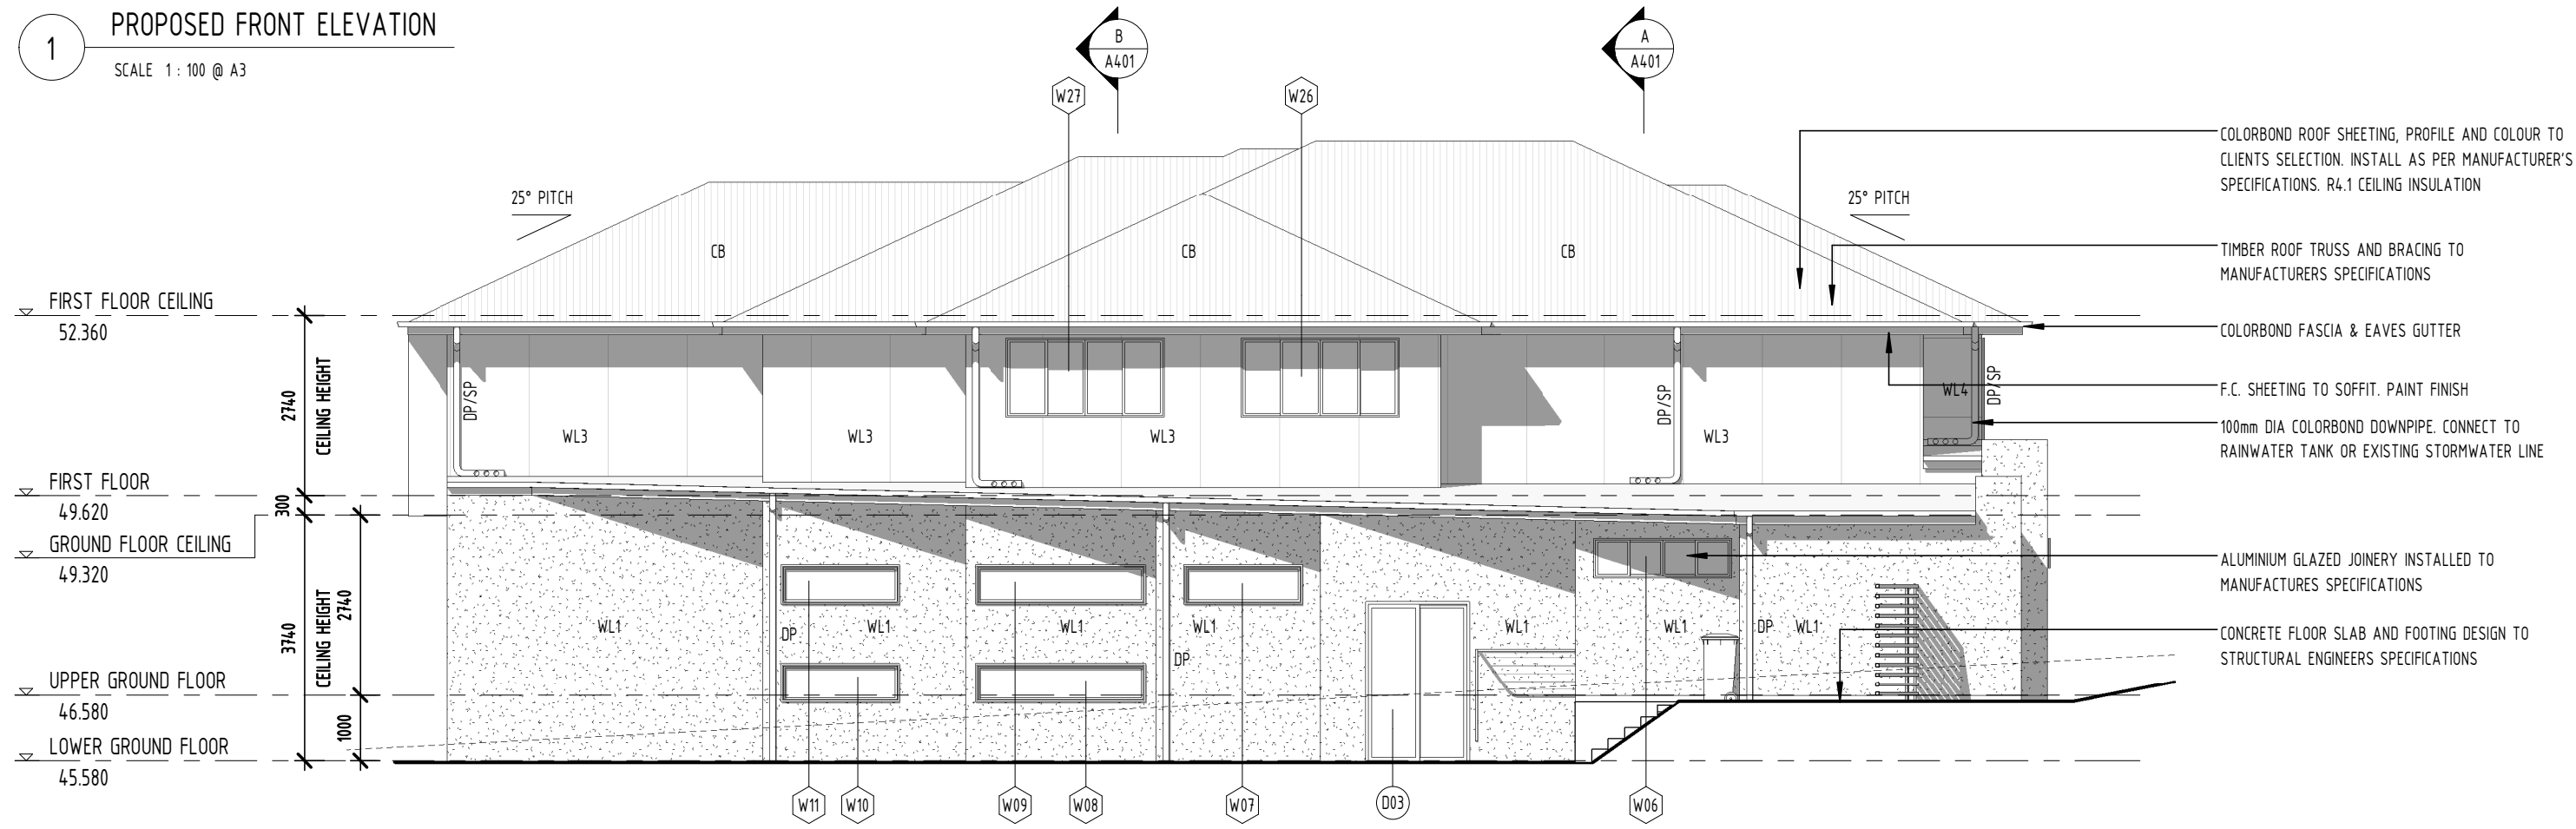 1
PROPOSED FRONT ELEVATION
SCALE 1 : 100 @ A3
B
A401
A
A401
W27
W26
25° PITCH
25° PITCH
CB
CB
CB
COLORBOND ROOF SHEETING, PROFILE AND COLOUR TO
CLIENTS SELECTION. INSTALL AS PER MANUFACTURER'S
SPECIFICATIONS. R4.1 CEILING INSULATION
TIMBER ROOF TRUSS AND BRACING TO
MANUFACTURERS SPECIFICATIONS
COLORBOND FASCIA & EAVES GUTTER
F.C. SHEETING TO SOFFIT. PAINT FINISH
100mm DIA COLORBOND DOWNPIPE. CONNECT TO
RAINWATER TANK OR EXISTING STORMWATER LINE
ALUMINIUM GLAZED JOINERY INSTALLED TO
MANUFACTURES SPECIFICATIONS
CONCRETE FLOOR SLAB AND FOOTING DESIGN TO
STRUCTURAL ENGINEERS SPECIFICATIONS
FIRST FLOOR CEILING
52.360
FIRST FLOOR
49.620
GROUND FLOOR CEILING
49.320
UPPER GROUND FLOOR
46.580
LOWER GROUND FLOOR
45.580
2740
CEILING HEIGHT
300
3740
CEILING HEIGHT
2740
1000
DP/SP
WL3
WL3
WL3
DP/SP
WL3
WL4
DP/SP
WL1
DP
WL1
WL1
WL1
DP
WL1
WL1
DP
WL1
W11
W10
W09
W08
W07
D03
W06